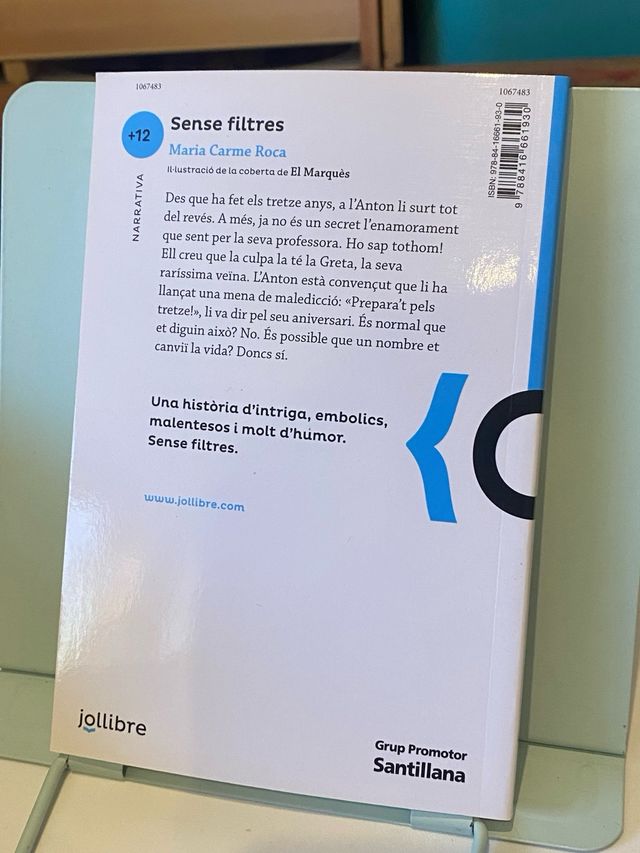 1067483
1067483
+12
Sense filtres
Maria Carme Roca
Il·lustració de la coberta de El Marquès
NARRATIVA
ISBN: 978-84-16661-93-0
9 788416 661930
Des que ha fet els tretze anys, a l'Anton li surt tot
del revés. A més, ja no és un secret l'enamorament
que sent per la seva professora. Ho sap tothom!
Ell creu que la culpa la té la Greta, la seva
raríssima veïna. L'Anton està convençut que li ha
llançat una mena de maledicció: «Prepara't pels
tretze!», li va dir pel seu aniversari. És normal que
et diguin això? No. És possible que un nombre et
canviï la vida? Doncs sí.
Una història d'intriga, embolics,
malentesos i molt d'humor.
Sense filtres.
www.jollibre.com
jollibre
Grup Promotor
Santillana